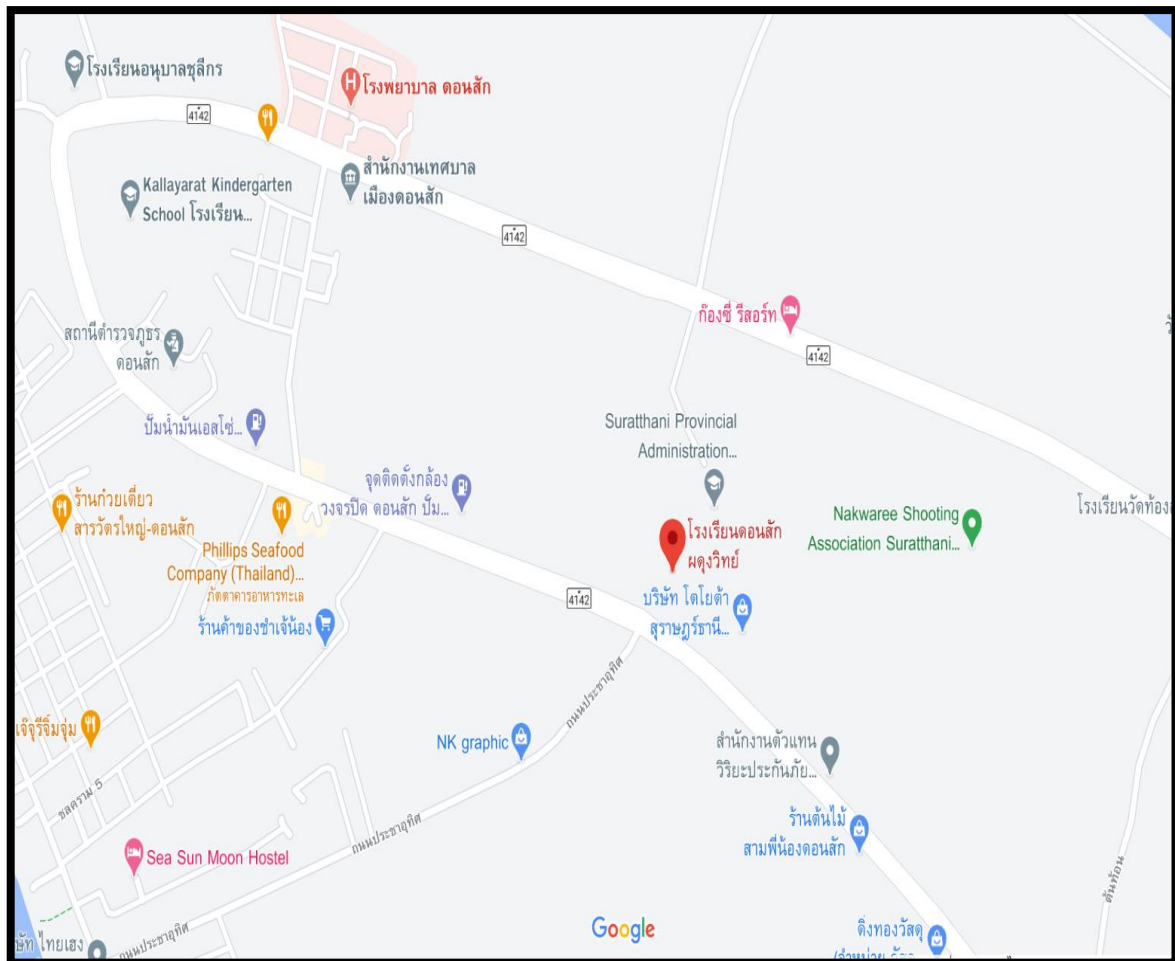 โรงเรียนอนุบาลชุลีกร
4142
โรงพยาบาล ดอนสัก
สำนักงานเทศบาล
เมืองดอนสัก
Kallayarat Kindergarten
School โรงเรียน...
4142
ก๊องซี่ รีสอร์ท
4142
สถานีตำรวจภูธร
ดอนสัก
ปั๊มน้ำมันเอสโซ่...
Suratthani Provincial
Administration...
จุดติดตั้งกล้อง
วงจรปิด ดอนสัก ปั๊ม...
ร้านก๋วยเตี๋ยว
สารวัตรใหญ่-ดอนสัก
โรงเรียนวัดท้อง
Nakwaree Shooting
Association Suratthani...
โรงเรียนดอนสัก
ผดุงวิทย์
Phillips Seafood
Company (Thailand)...
ภัตตาคารอาหารทะเล
4142
บริษัท โตโยต้า
สุราษฎร์ธานี...
ร้านค้าของชำเจ้น้อง
ถนนประชาอุทิศ
เจ๊จุรีจิ้มจุ่ม
NK graphic
สำนักงานตัวแทน
วิริยะประกันภัย...
ชลคราม 5
ร้านต้นไม้
สามพี่น้องดอนสัก
ถนนประชาอุทิศ
Sea Sun Moon Hostel
ต้นท้อน
Google
ดิ่งทองวัสดุ
ษัท ไทยเฮง
ถนนประชาอุทิศ